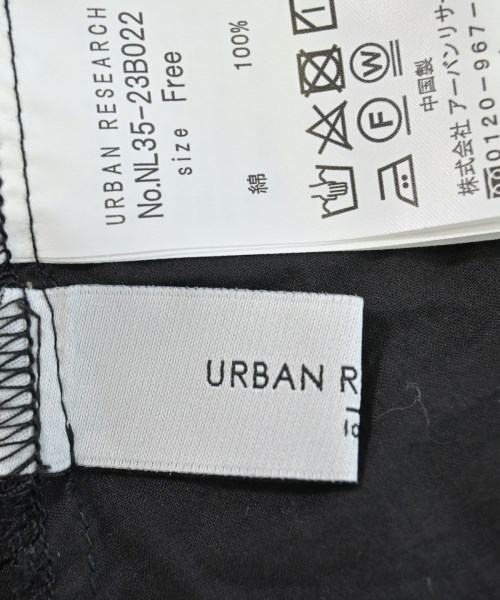 URBAN RESEARCH
No.NL35-23B022
size Free
綿 100%
W
F
中国製
株式会社 アーバンリサー
0120-967-
URBAN R